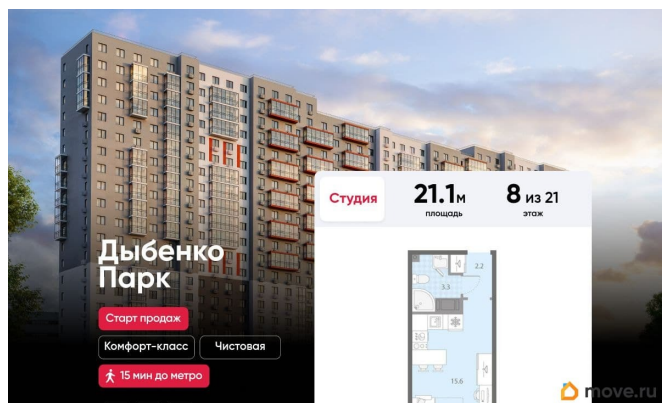 Студия
21.1м
площадь
8 из 21
этаж
Дыбенко
Парк
Старт продаж
Комфорт-класс
Чистовая
15 мин до метро
2.2
3.3
15.6
move.ru